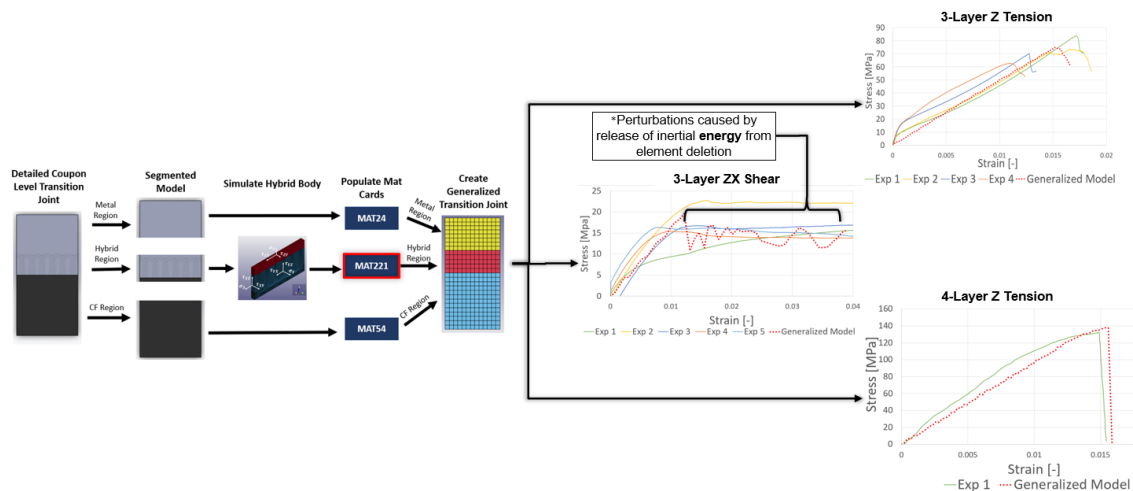 Detailed Coupon
Level Transition
Joint
Metal
Region
Hybrid
Region
CF Region
Segmented
Model
Simulate Hybrid Body
Populate Mat
Cards
MAT24
MAT221
MAT54
Metal
Region
Hybrid
Region
CF Region
Create
Generalized
Transition Joint
*Perturbations caused by
release of inertial energy from
element deletion
3-Layer Z Tension
Stress [MPa]
90
80
70
60
50
40
30
20
10
0
0
0.005
0.01
0.015
0.02
Strain [-]
Exp 1
Exp 2
Exp 3
Exp 4
Generalized Model
3-Layer ZX Shear
Stress [Mpa]
25
20
15
10
5
0
0
0.01
0.02
0.03
0.04
Strain [-]
Exp 1
Exp 2
Exp 3
Exp 4
Exp 5
Generalized Model
4-Layer Z Tension
Stress [MPa]
160
140
120
100
80
60
40
20
0
0
0.005
0.01
0.015
Strain [-]
Exp 1
Generalized Model